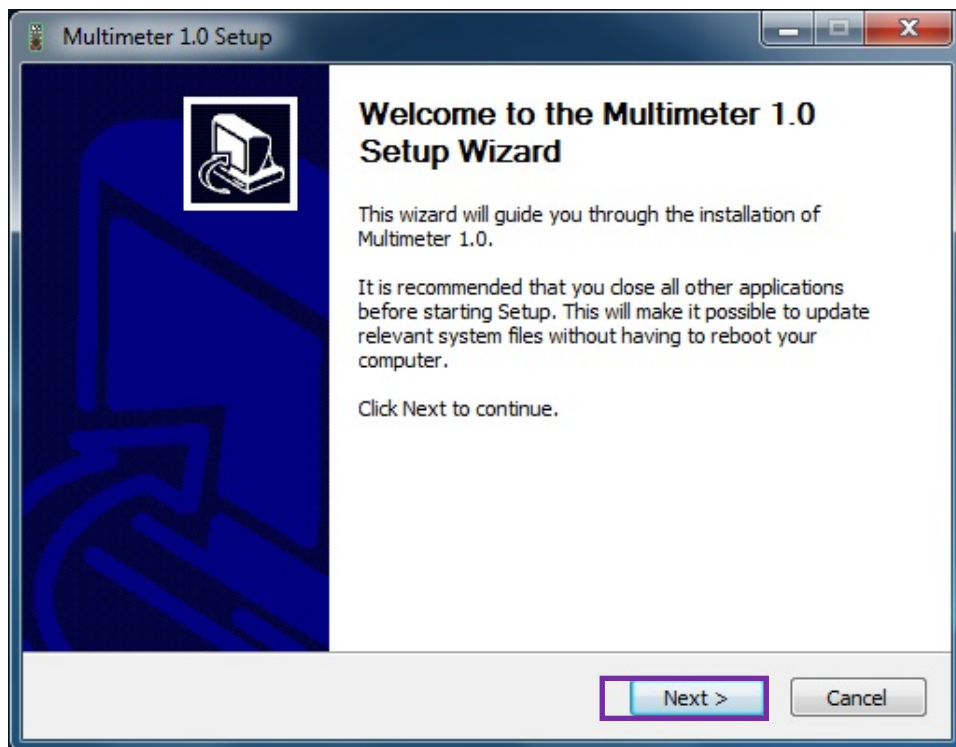 Multimeter 1.0 Setup
Welcome to the Multimeter 1.0
Setup Wizard
This wizard will guide you through the installation of
Multimeter 1.0.
It is recommended that you close all other applications
before starting Setup. This will make it possible to update
relevant system files without having to reboot your
computer.
Click Next to continue.
Next >
Cancel